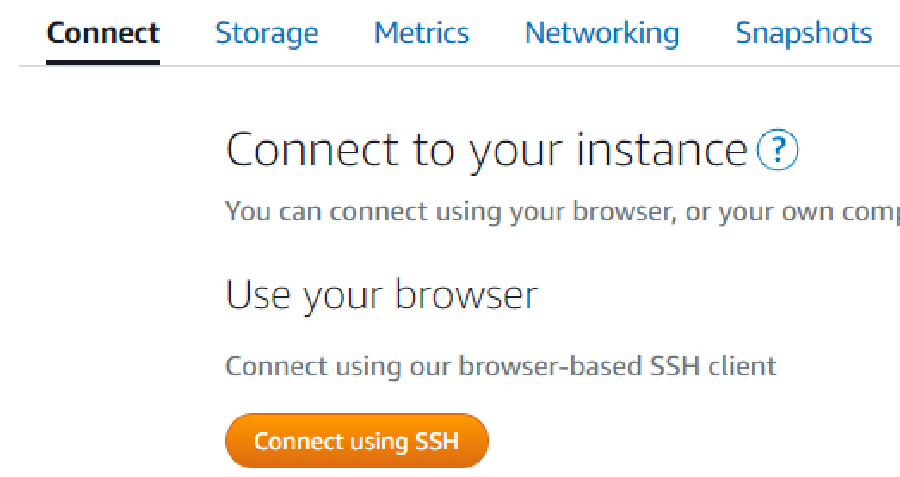 Connect Storage Metrics Networking Snapshots
Connect to your instance ?
You can connect using your browser, or your own
Use your browser
Connect using our browser-based SSH client
Connect using SSH